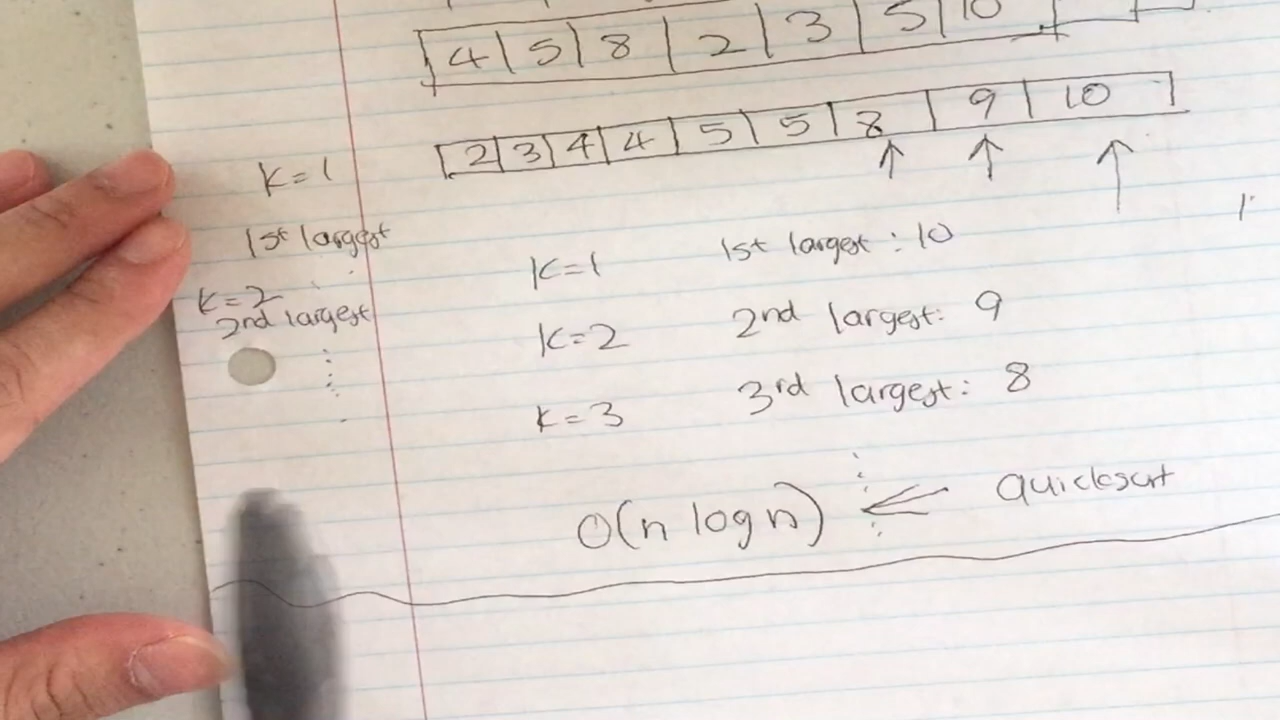 4 5 8 2 3 5 10
2 3 4 4 5 5 8 9 10
K=1
1st largest
K=2
2nd largest
K=1 1st largest: 10
K=2 2nd largest: 9
K=3 3rd largest: 8
O(n log n) Quicksort